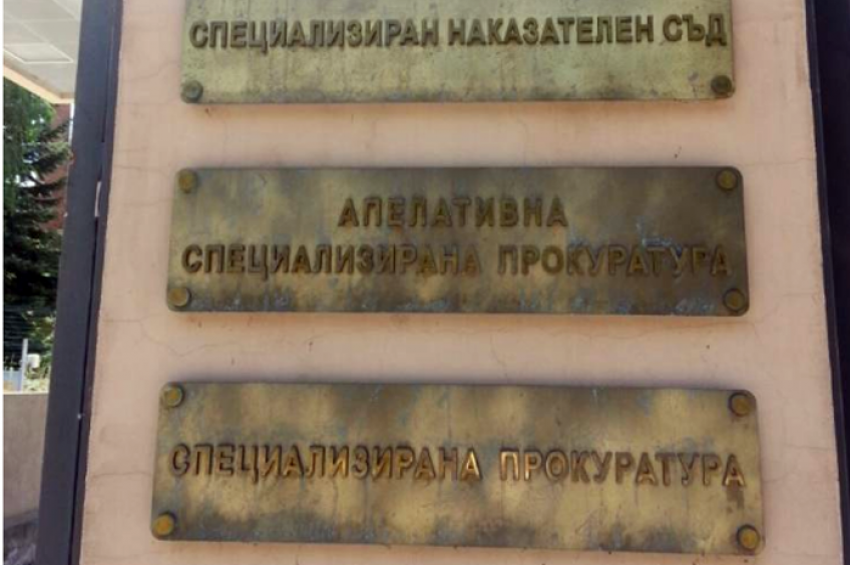 СПЕЦИАЛИЗИРАН НАКАЗАТЕЛЕН СЪД
АПЕЛАТИВНА
СПЕЦИАЛИЗИРАНА ПРОКУРАТУРА
СПЕЦИАЛИЗИРАНА ПРОКУРАТУРА